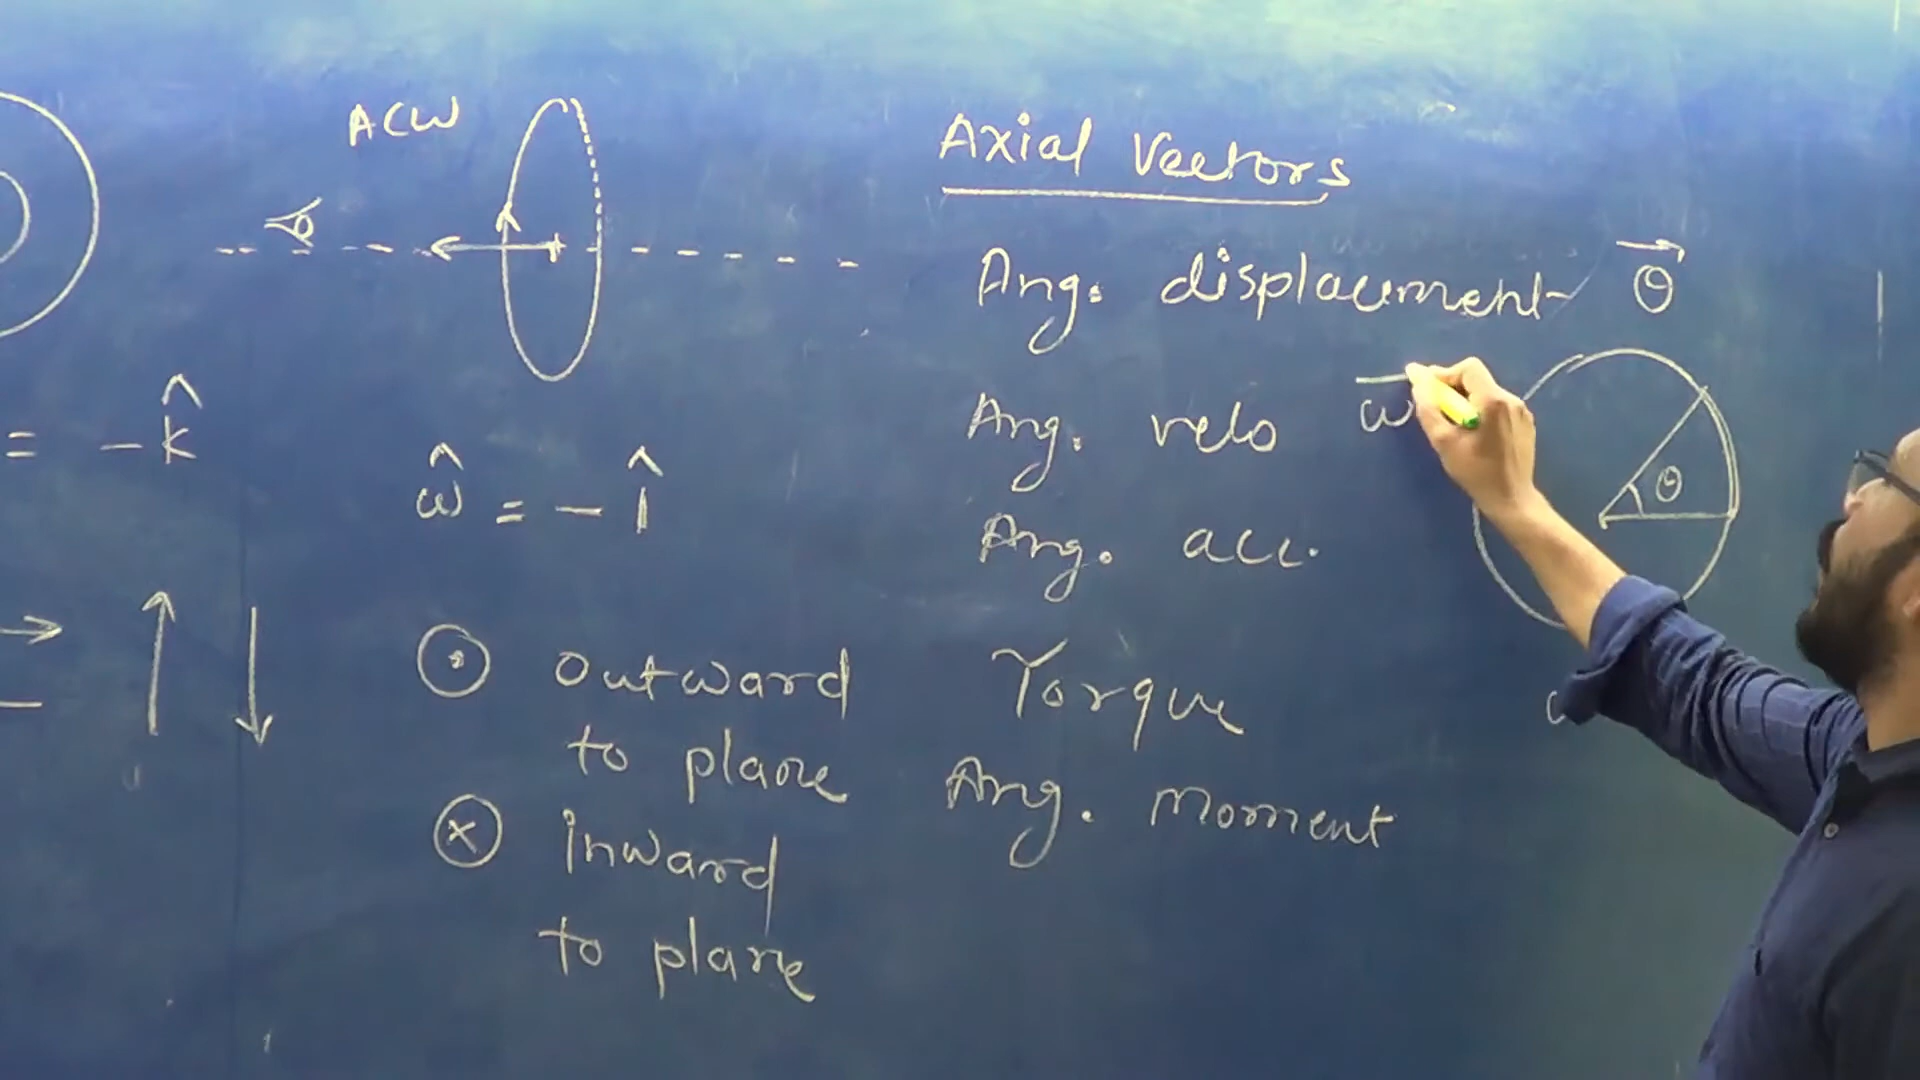 ACW
= - k̂
ω̂ = - î
⊙ Outward
to plane
⊗ inward
to plane
Axial Vectors
Ang. displacement θ⃗
Ang. velo ω
θ
Ang. acc.
Torque
Ang. Moment